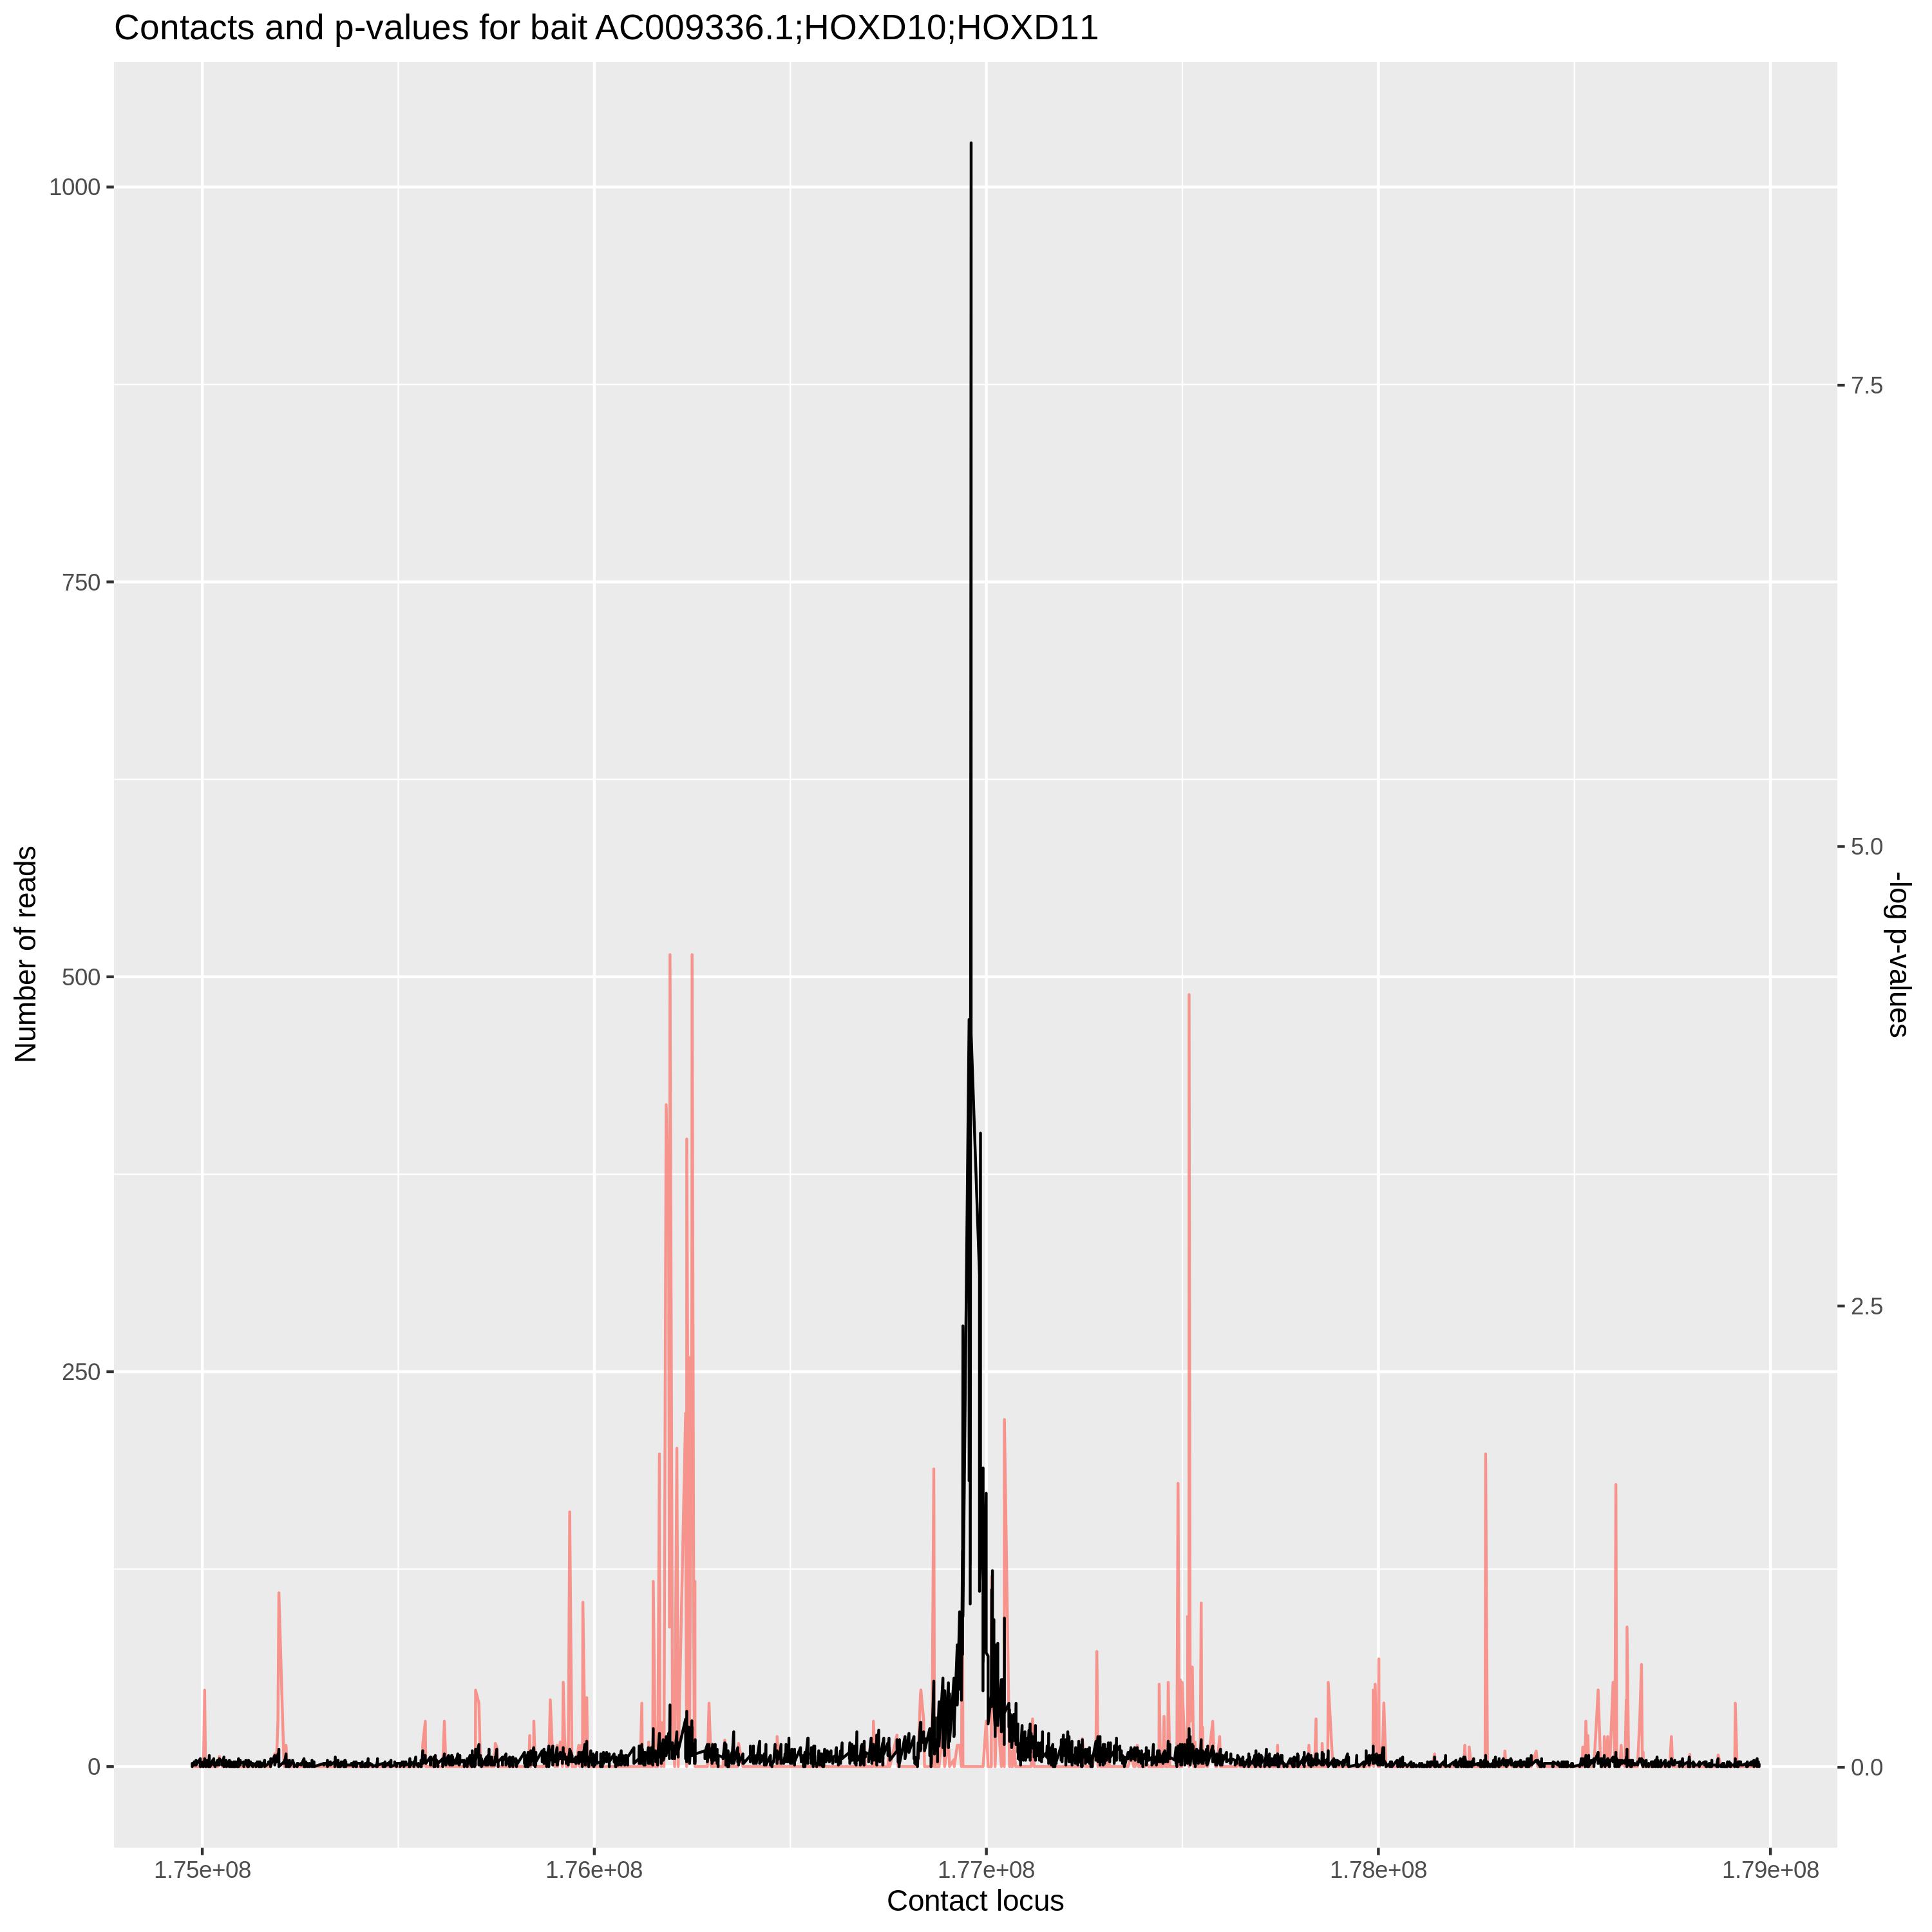 Contacts and p-values for bait AC009336.1;HOXD10;HOXD11
1000
750
500
250
0
Number of reads
7.5
5.0
2.5
0.0
-log p-values
1.75e+08 1.76e+08 1.77e+08 1.78e+08 1.79e+08
Contact locus